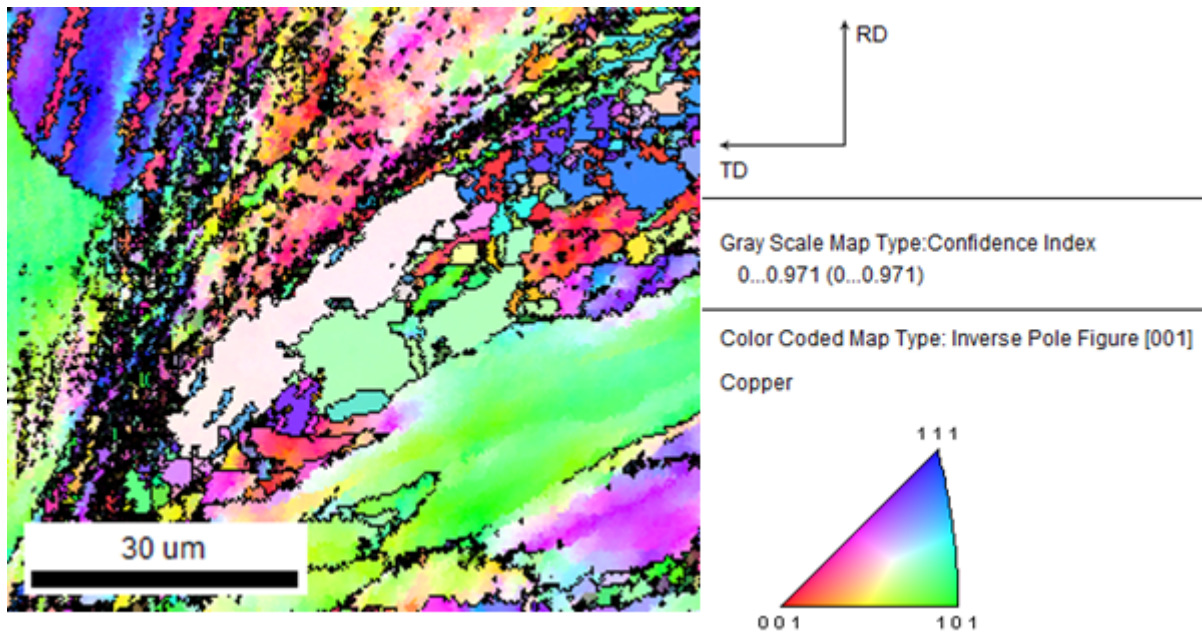 RD
TD
Gray Scale Map Type:Confidence Index
0...0.971 (0...0.971)
Color Coded Map Type: Inverse Pole Figure [001]
Copper
1 1 1
0 0 1
1 0 1
30 um